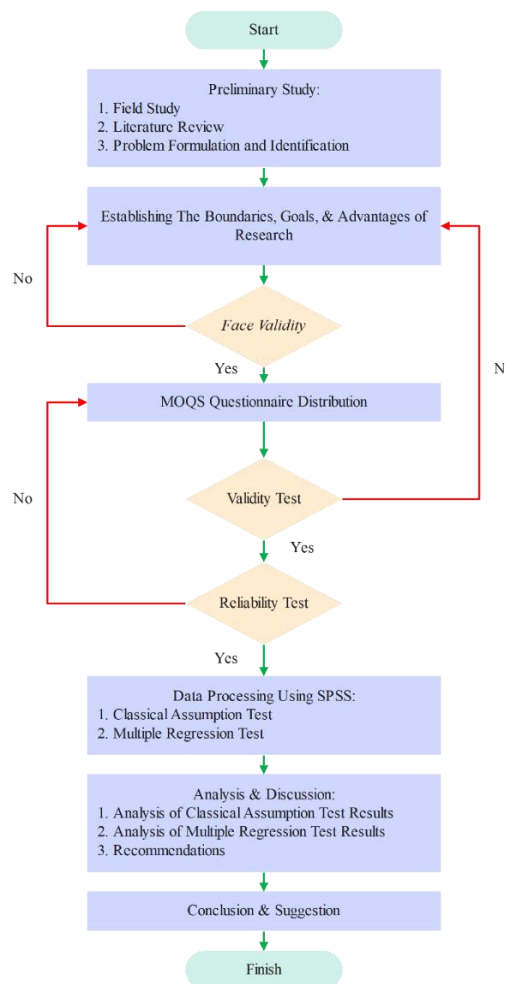 Start
Preliminary Study:
1. Field Study
2. Literature Review
3. Problem Formulation and Identification
Establishing The Boundaries, Goals, & Advantages of
Research
No
Face Validity
Yes
N
MOQS Questionnaire Distribution
No
Validity Test
Yes
Reliability Test
Yes
Data Processing Using SPSS:
1. Classical Assumption Test
2. Multiple Regression Test
Analysis & Discussion:
1. Analysis of Classical Assumption Test Results
2. Analysis of Multiple Regression Test Results
3. Recommendations
Conclusion & Suggestion
Finish